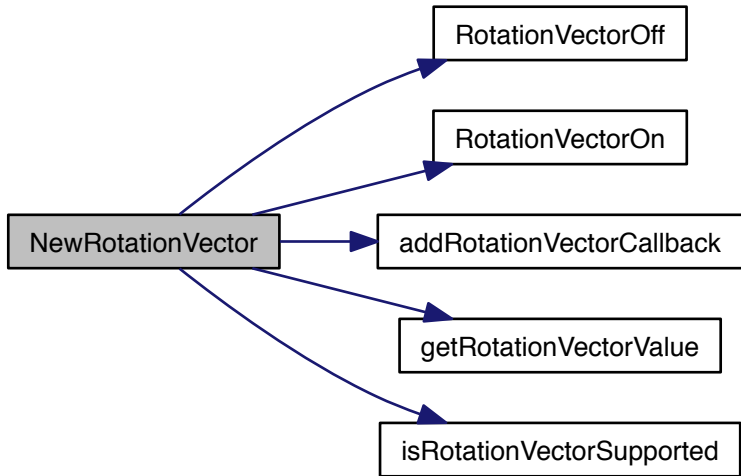 RotationVectorOff
RotationVectorOn
NewRotationVector
addRotationVectorCallback
getRotationVectorValue
isRotationVectorSupported